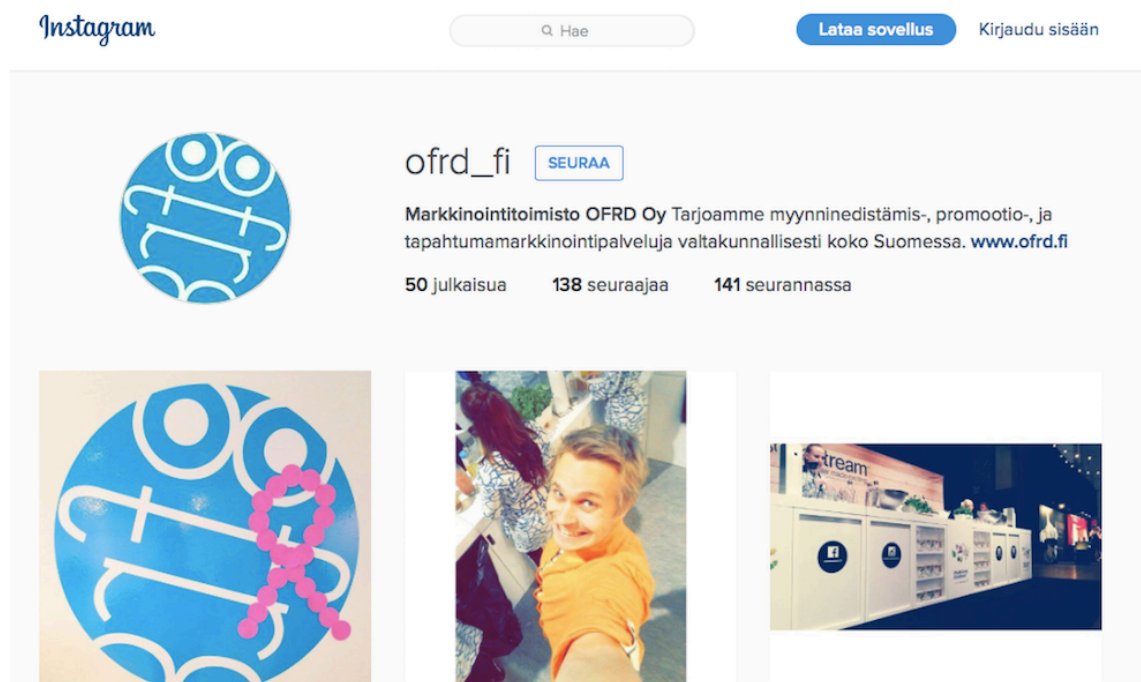 Instagram
Hae
Lataa sovellus
Kirjaudu sisään
ofrd_fi
SEURAA
Markkinointitoimisto OFRD Oy Tarjoamme myynninedistämis-, promootio-, ja
tapahtumamarkkinointipalveluja valtakunnallisesti koko Suomessa. www.ofrd.fi
50 julkaisua 138 seuraajaa 141 seurannassa